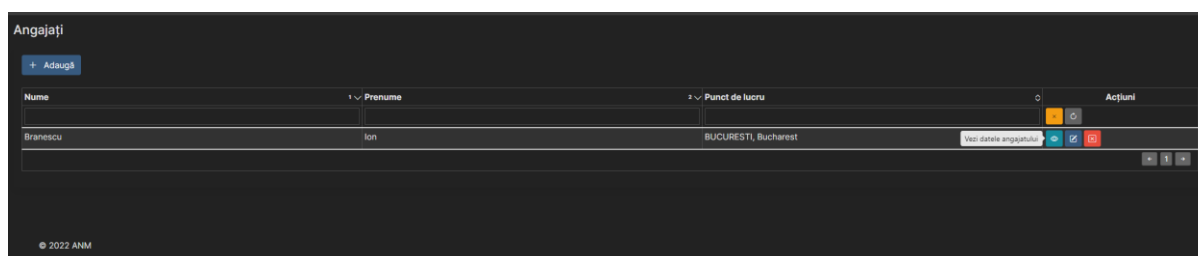 Angajați
+ Adaugă
Nume 1 Prenume 2 Punct de lucru Acțiuni
Branescu Ion BUCURESTI, Bucharest Vezi datele angajatului
1
© 2022 ANM